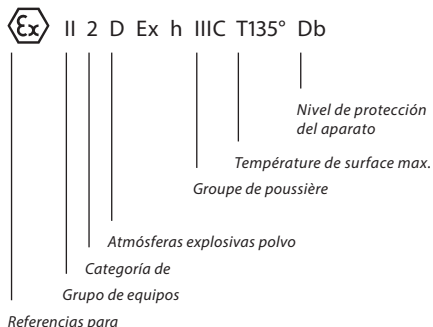 Ex II 2 D Ex h IIIC T135° Db
Nivel de protección
del aparato
Température de surface max.
Groupe de poussière
Atmósferas explosivas polvo
Categoría de
Grupo de equipos
Referencias para